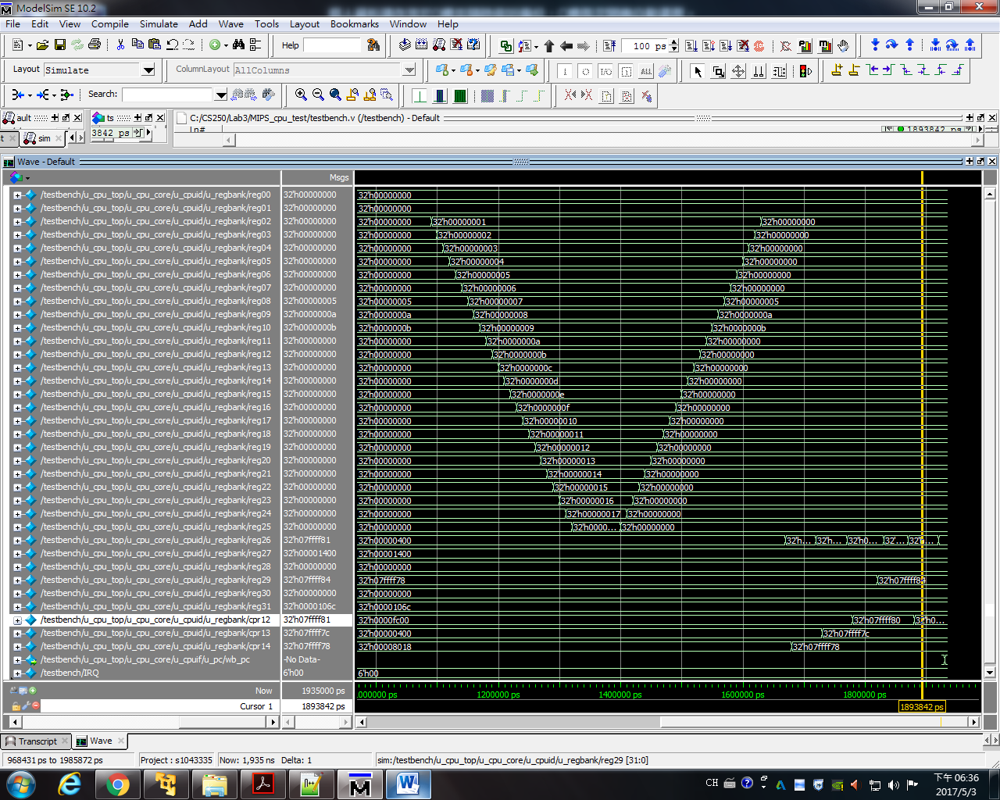 ModelSim SE 10.2
File Edit View Compile Simulate Add Wave Tools Layout Bookmarks Window Help
Help 100 ps
Layout Simulate ColumnLayout AllColumns
Search:
ault ts C:/CS250/Lab3/MIPS_cpu_test/testbench.v (/testbench) - Default
3842 ps Ln# 1893842 ps
t sim
Wave - Default
Msgs
/testbench/u_cpu_top/u_cpu_core/u_cpuid/u_regbank/reg00 32'h00000000 32'h00000000
/testbench/u_cpu_top/u_cpu_core/u_cpuid/u_regbank/reg01 32'h00000000 32'h00000000
/testbench/u_cpu_top/u_cpu_core/u_cpuid/u_regbank/reg02 32'h00000000 32'h00000000 32'h00000001 32'h00000000
/testbench/u_cpu_top/u_cpu_core/u_cpuid/u_regbank/reg03 32'h00000000 32'h00000000 32'h00000002 32'h00000000
/testbench/u_cpu_top/u_cpu_core/u_cpuid/u_regbank/reg04 32'h00000000 32'h00000000 32'h00000003 32'h00000000
/testbench/u_cpu_top/u_cpu_core/u_cpuid/u_regbank/reg05 32'h00000000 32'h00000000 32'h00000004 32'h00000000
/testbench/u_cpu_top/u_cpu_core/u_cpuid/u_regbank/reg06 32'h00000000 32'h00000000 32'h00000005 32'h00000000
/testbench/u_cpu_top/u_cpu_core/u_cpuid/u_regbank/reg07 32'h00000000 32'h00000000 32'h00000006 32'h00000000
/testbench/u_cpu_top/u_cpu_core/u_cpuid/u_regbank/reg08 32'h00000005 32'h00000005 32'h00000007 32'h00000005
/testbench/u_cpu_top/u_cpu_core/u_cpuid/u_regbank/reg09 32'h0000000a 32'h0000000a 32'h00000008 32'h0000000a
/testbench/u_cpu_top/u_cpu_core/u_cpuid/u_regbank/reg10 32'h0000000b 32'h0000000b 32'h00000009 32'h0000000b
/testbench/u_cpu_top/u_cpu_core/u_cpuid/u_regbank/reg11 32'h00000000 32'h00000000 32'h0000000a 32'h00000000
/testbench/u_cpu_top/u_cpu_core/u_cpuid/u_regbank/reg12 32'h00000000 32'h00000000 32'h0000000b 32'h00000000
/testbench/u_cpu_top/u_cpu_core/u_cpuid/u_regbank/reg13 32'h00000000 32'h00000000 32'h0000000c 32'h00000000
/testbench/u_cpu_top/u_cpu_core/u_cpuid/u_regbank/reg14 32'h00000000 32'h00000000 32'h0000000d 32'h00000000
/testbench/u_cpu_top/u_cpu_core/u_cpuid/u_regbank/reg15 32'h00000000 32'h00000000 32'h0000000e 32'h00000000
/testbench/u_cpu_top/u_cpu_core/u_cpuid/u_regbank/reg16 32'h00000000 32'h00000000 32'h0000000f 32'h00000000
/testbench/u_cpu_top/u_cpu_core/u_cpuid/u_regbank/reg17 32'h00000000 32'h00000000 32'h00000010 32'h00000000
/testbench/u_cpu_top/u_cpu_core/u_cpuid/u_regbank/reg18 32'h00000000 32'h00000000 32'h00000011 32'h00000000
/testbench/u_cpu_top/u_cpu_core/u_cpuid/u_regbank/reg19 32'h00000000 32'h00000000 32'h00000012 32'h00000000
/testbench/u_cpu_top/u_cpu_core/u_cpuid/u_regbank/reg20 32'h00000000 32'h00000000 32'h00000013 32'h00000000
/testbench/u_cpu_top/u_cpu_core/u_cpuid/u_regbank/reg21 32'h00000000 32'h00000000 32'h00000014 32'h00000000
/testbench/u_cpu_top/u_cpu_core/u_cpuid/u_regbank/reg22 32'h00000000 32'h00000000 32'h00000015 32'h00000000
/testbench/u_cpu_top/u_cpu_core/u_cpuid/u_regbank/reg23 32'h00000000 32'h00000000 32'h00000016 32'h00000000
/testbench/u_cpu_top/u_cpu_core/u_cpuid/u_regbank/reg24 32'h00000000 32'h00000000 32'h00000017 32'h00000000
/testbench/u_cpu_top/u_cpu_core/u_cpuid/u_regbank/reg25 32'h00000000 32'h00000000 32'h0000... 32'h00000000
/testbench/u_cpu_top/u_cpu_core/u_cpuid/u_regbank/reg26 32'h07ffff81 32'h00000400 32'h... 32'h... 32'h0... 32'... 32'h0...
/testbench/u_cpu_top/u_cpu_core/u_cpuid/u_regbank/reg27 32'h00001400 32'h00001400
/testbench/u_cpu_top/u_cpu_core/u_cpuid/u_regbank/reg28 32'h00000000 32'h00000000
/testbench/u_cpu_top/u_cpu_core/u_cpuid/u_regbank/reg29 32'h07ffff84 32'h07ffff78 32'h07ffff84
/testbench/u_cpu_top/u_cpu_core/u_cpuid/u_regbank/reg30 32'h00000000 32'h00000000
/testbench/u_cpu_top/u_cpu_core/u_cpuid/u_regbank/reg31 32'h0000106c 32'h0000106c
/testbench/u_cpu_top/u_cpu_core/u_cpuid/u_regbank/cpr12 32'h07ffff81 32'h0000fc00 32'h07ffff80 32'h0...
/testbench/u_cpu_top/u_cpu_core/u_cpuid/u_regbank/cpr13 32'h07ffff7c 32'h00000400 32'h07ffff7c
/testbench/u_cpu_top/u_cpu_core/u_cpuid/u_regbank/cpr14 32'h07ffff78 32'h00008018 32'h07ffff78
/testbench/u_cpu_top/u_cpu_core/u_cpuif/u_pc/wb_pc -No Data-
/testbench/IRQ 6'h00 6'h00
Now 1935000 ps 000000 ps 1200000 ps 1400000 ps 1600000 ps 1800000 ps
Cursor 1 1893842 ps 1893842 ps
Transcript Wave
968431 ps to 1985872 ps Project : s1043335 Now: 1,935 ns Delta: 1 sim:/testbench/u_cpu_top/u_cpu_core/u_cpuid/u_regbank/reg29 [31:0]
CH 下午 06:36
2017/5/3